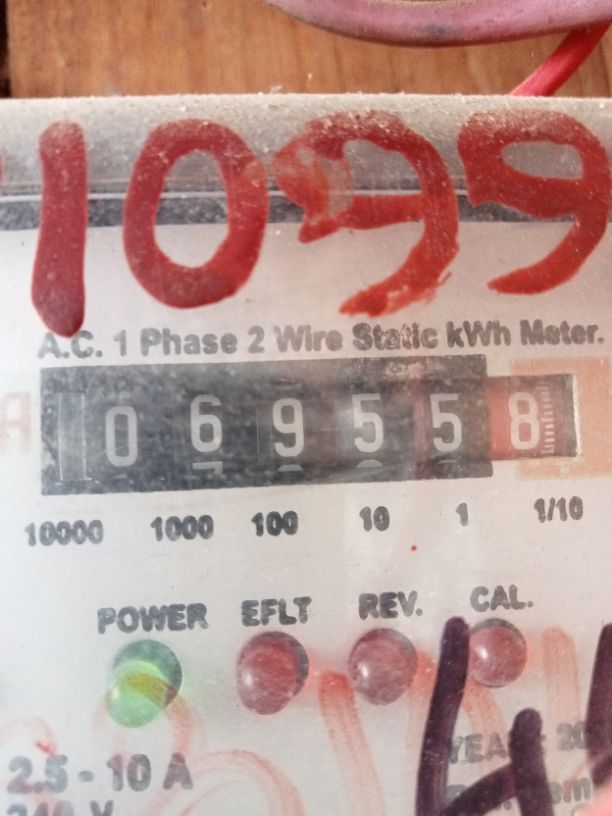 1099
A.C. 1 Phase 2 Wire Static kWh Meter.
0 6 9 5 5 8
10000 1000 100 10 1 1/10
POWER EFLT REV. CAL.
2.5 - 10 A
240 V